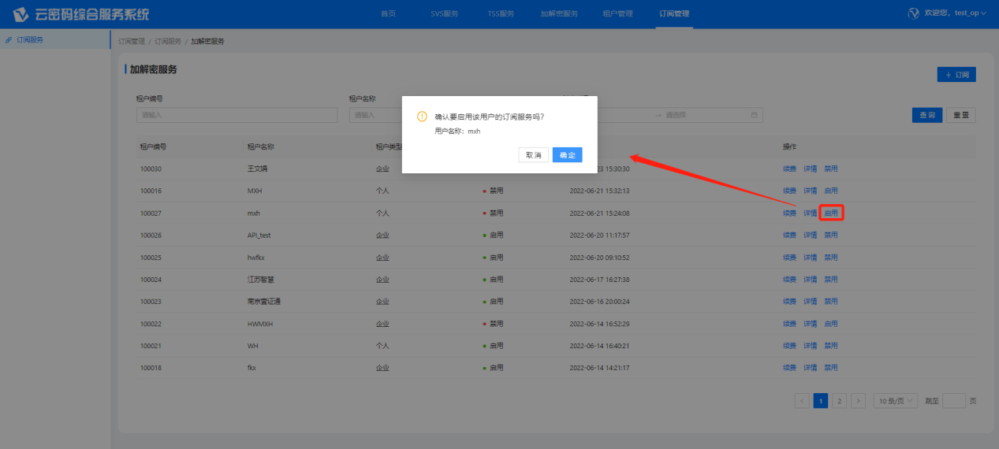 云密码综合服务系统
首页 SVS服务 TSS服务 加解密服务 租户管理 订阅管理
欢迎您，test_op
订阅服务
订阅管理 / 订阅服务 / 加解密服务
加解密服务
+ 订阅
租户编号 租户名称
请输入 请输入 → 请选择 查询 重置
确认要启用该用户的订阅服务吗?
用户名称：mxh
取消 确定
租户编号 租户名称 租户类型 操作
100030 王文娟 企业 23 15:30:30 续费 详情 禁用
100016 MXH 个人 禁用 2022-06-21 15:32:13 续费 详情 启用
100027 mxh 个人 禁用 2022-06-21 15:24:08 续费 详情 启用
100026 API_test 企业 启用 2022-06-20 11:17:57 续费 详情 禁用
100025 hwfkx 企业 启用 2022-06-20 09:10:52 续费 详情 禁用
100024 江苏智慧 企业 启用 2022-06-17 16:27:38 续费 详情 禁用
100023 南京壹证通 企业 启用 2022-06-16 20:00:24 续费 详情 禁用
100022 HWMXH 企业 禁用 2022-06-14 16:52:29 续费 详情 启用
100021 WH 个人 启用 2022-06-14 16:40:21 续费 详情 禁用
100018 fkx 企业 启用 2022-06-14 14:21:17 续费 详情 禁用
< 1 2 > 10 条/页 跳至 页